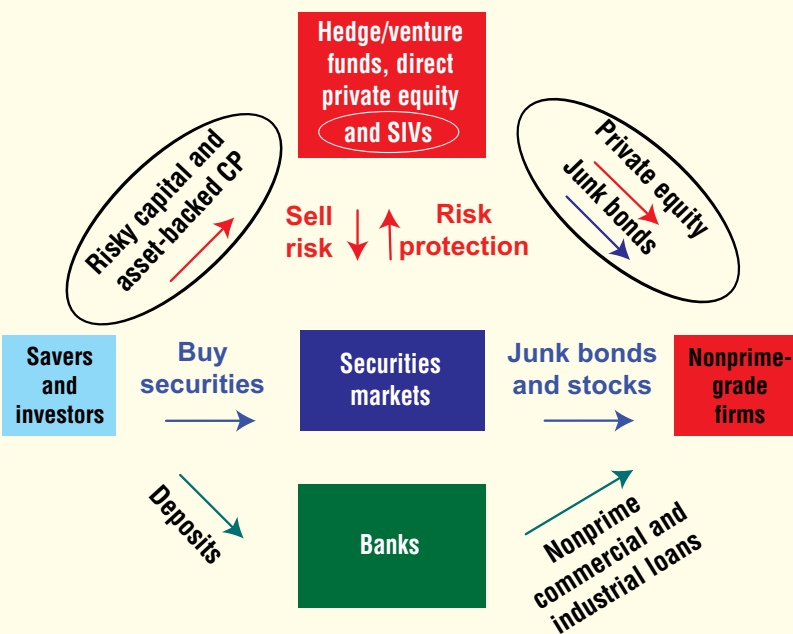 Hedge/venture
funds, direct
private equity
and SIVs
Risky capital and
asset-backed CP
Private equity
Junk bonds
Sell
risk
Risk
protection
Savers
and
investors
Buy
securities
Securities
markets
Junk bonds
and stocks
Nonprime-
grade
firms
Deposits
Banks
Nonprime
commercial and
industrial loans